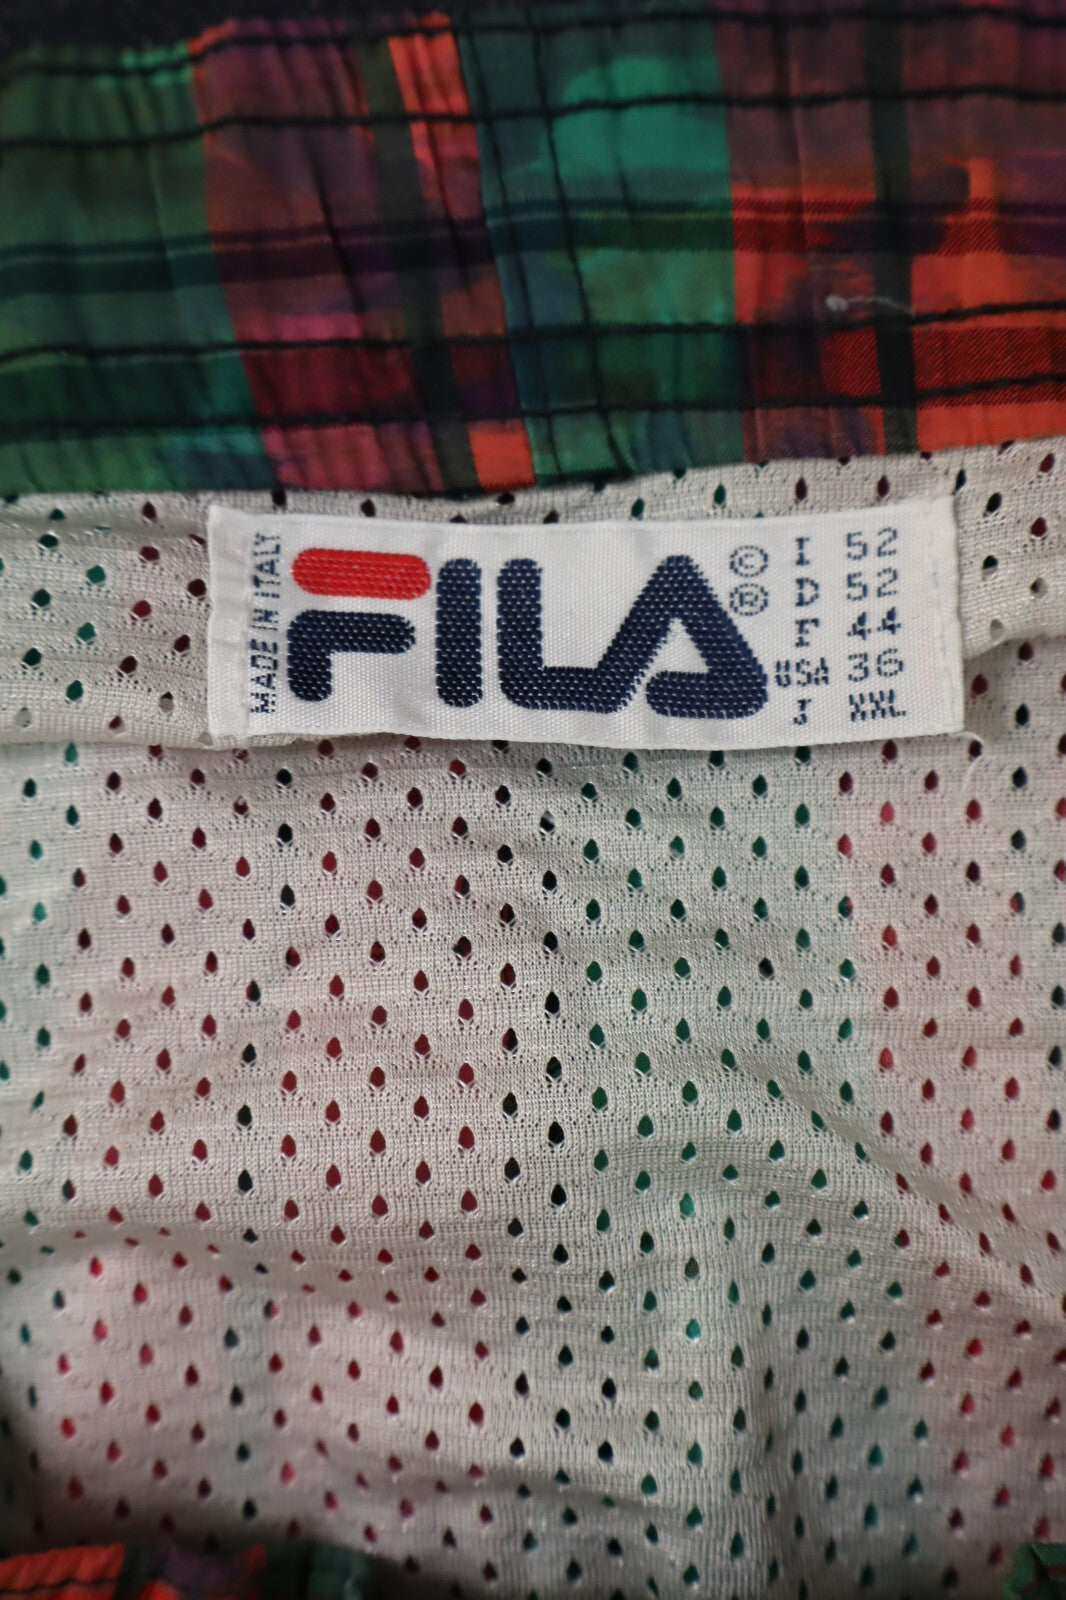 MADE IN ITALY
FILA
© ®
I 52
D 52
F 44
USA 36
J XXL